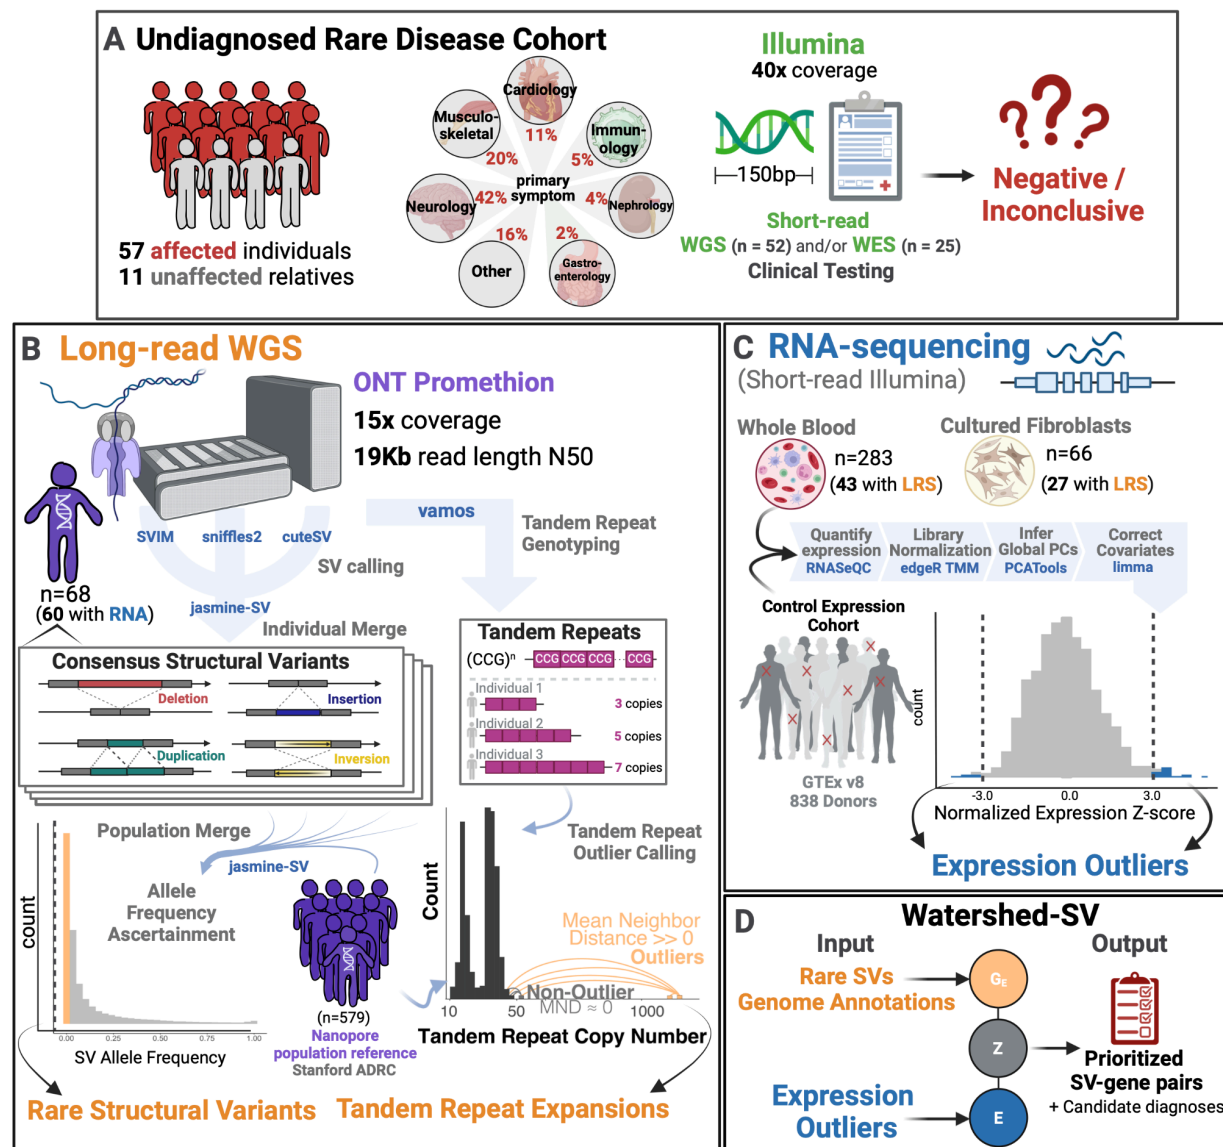 A Undiagnosed Rare Disease Cohort
57 affected individuals
11 unaffected relatives
Cardiology
11%
Immun-
ology
5%
Nephrology
4%
Gastro-
enterology
2%
Other
16%
Neurology
42%
Musculo-
skeletal
20%
primary
symptom
Illumina
40x coverage
150bp
Short-read
WGS (n = 52) and/or WES (n = 25)
Clinical Testing
???
Negative /
Inconclusive
B Long-read WGS
ONT Promethion
15x coverage
19Kb read length N50
SVIM
sniffles2
cuteSV
SV calling
vamos
Tandem Repeat
Genotyping
n=68
(60 with RNA)
jasmine-SV
Individual Merge
Consensus Structural Variants
Deletion
Insertion
Duplication
Inversion
Tandem Repeats
(CCG)n
CCG CCG CCG CCG
Individual 1
3 copies
Individual 2
5 copies
Individual 3
7 copies
Population Merge
jasmine-SV
Allele
Frequency
Ascertainment
count
0.00 0.25 0.50 0.75 1.00
SV Allele Frequency
(n=579)
Nanopore
population reference
Stanford ADRC
Tandem Repeat
Outlier Calling
Count
Mean Neighbor
Distance >> 0
Outliers
Non-Outlier
MND ≈ 0
10 50 1000
Tandem Repeat Copy Number
Rare Structural Variants
Tandem Repeat Expansions
C RNA-sequencing
(Short-read Illumina)
Whole Blood
n=283
(43 with LRS)
Cultured Fibroblasts
n=66
(27 with LRS)
Quantify
expression
RNASeQC
Library
Normalization
edgeR TMM
Infer
Global PCs
PCATools
Correct
Covariates
limma
Control Expression
Cohort
GTEx v8
838 Donors
count
-3.0 0.0 3.0
Normalized Expression Z-score
Expression Outliers
D Watershed-SV
Input
Output
Rare SVs
Genome Annotations
GE
Z
E
Expression
Outliers
Prioritized
SV-gene pairs
+ Candidate diagnoses